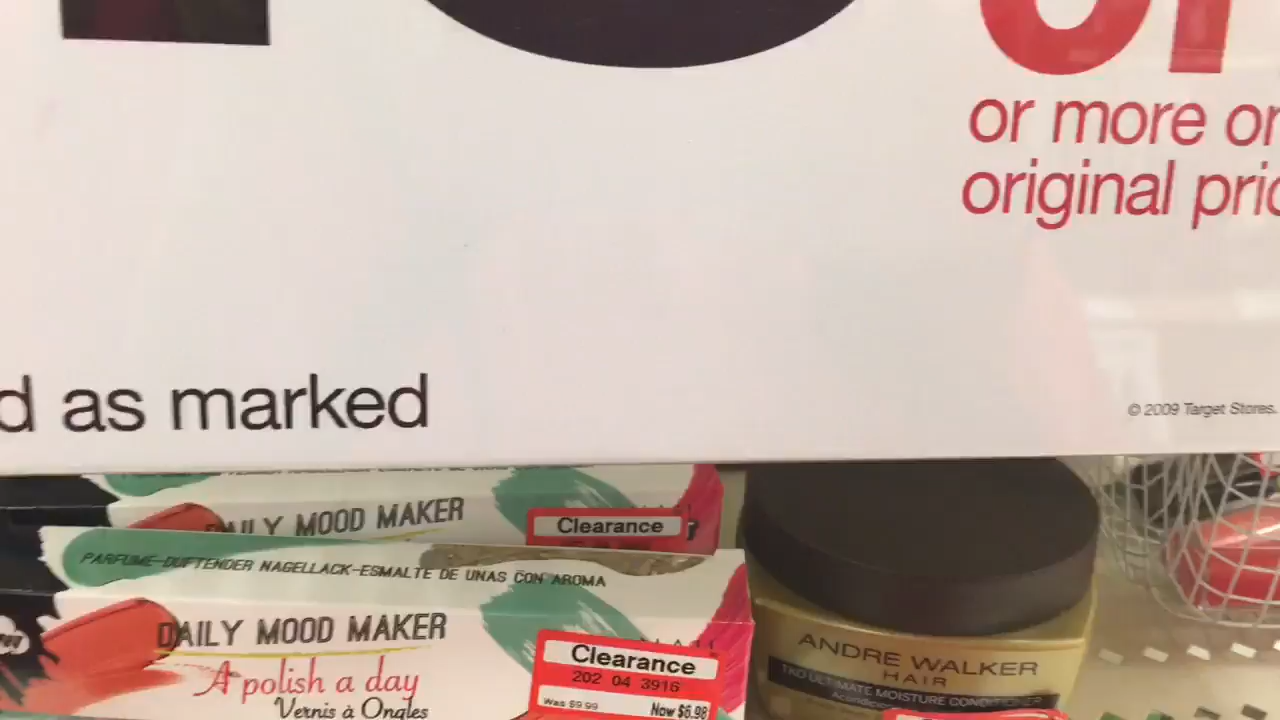 or more
original
d as marked
© 2009 Target Stores.
DAILY MOOD MAKER
Clearance
PARFUME-DUFTENDER NAGELLACK-ESMALTE DE UNAS CON AROMA
DAILY MOOD MAKER
A polish a day
Vernis à Ongles
Clearance
202 04 3916
Was $9.99 Now $6.98
ANDRE WALKER
HAIR
TKO ULTIMATE MOISTURE CONDITIONER